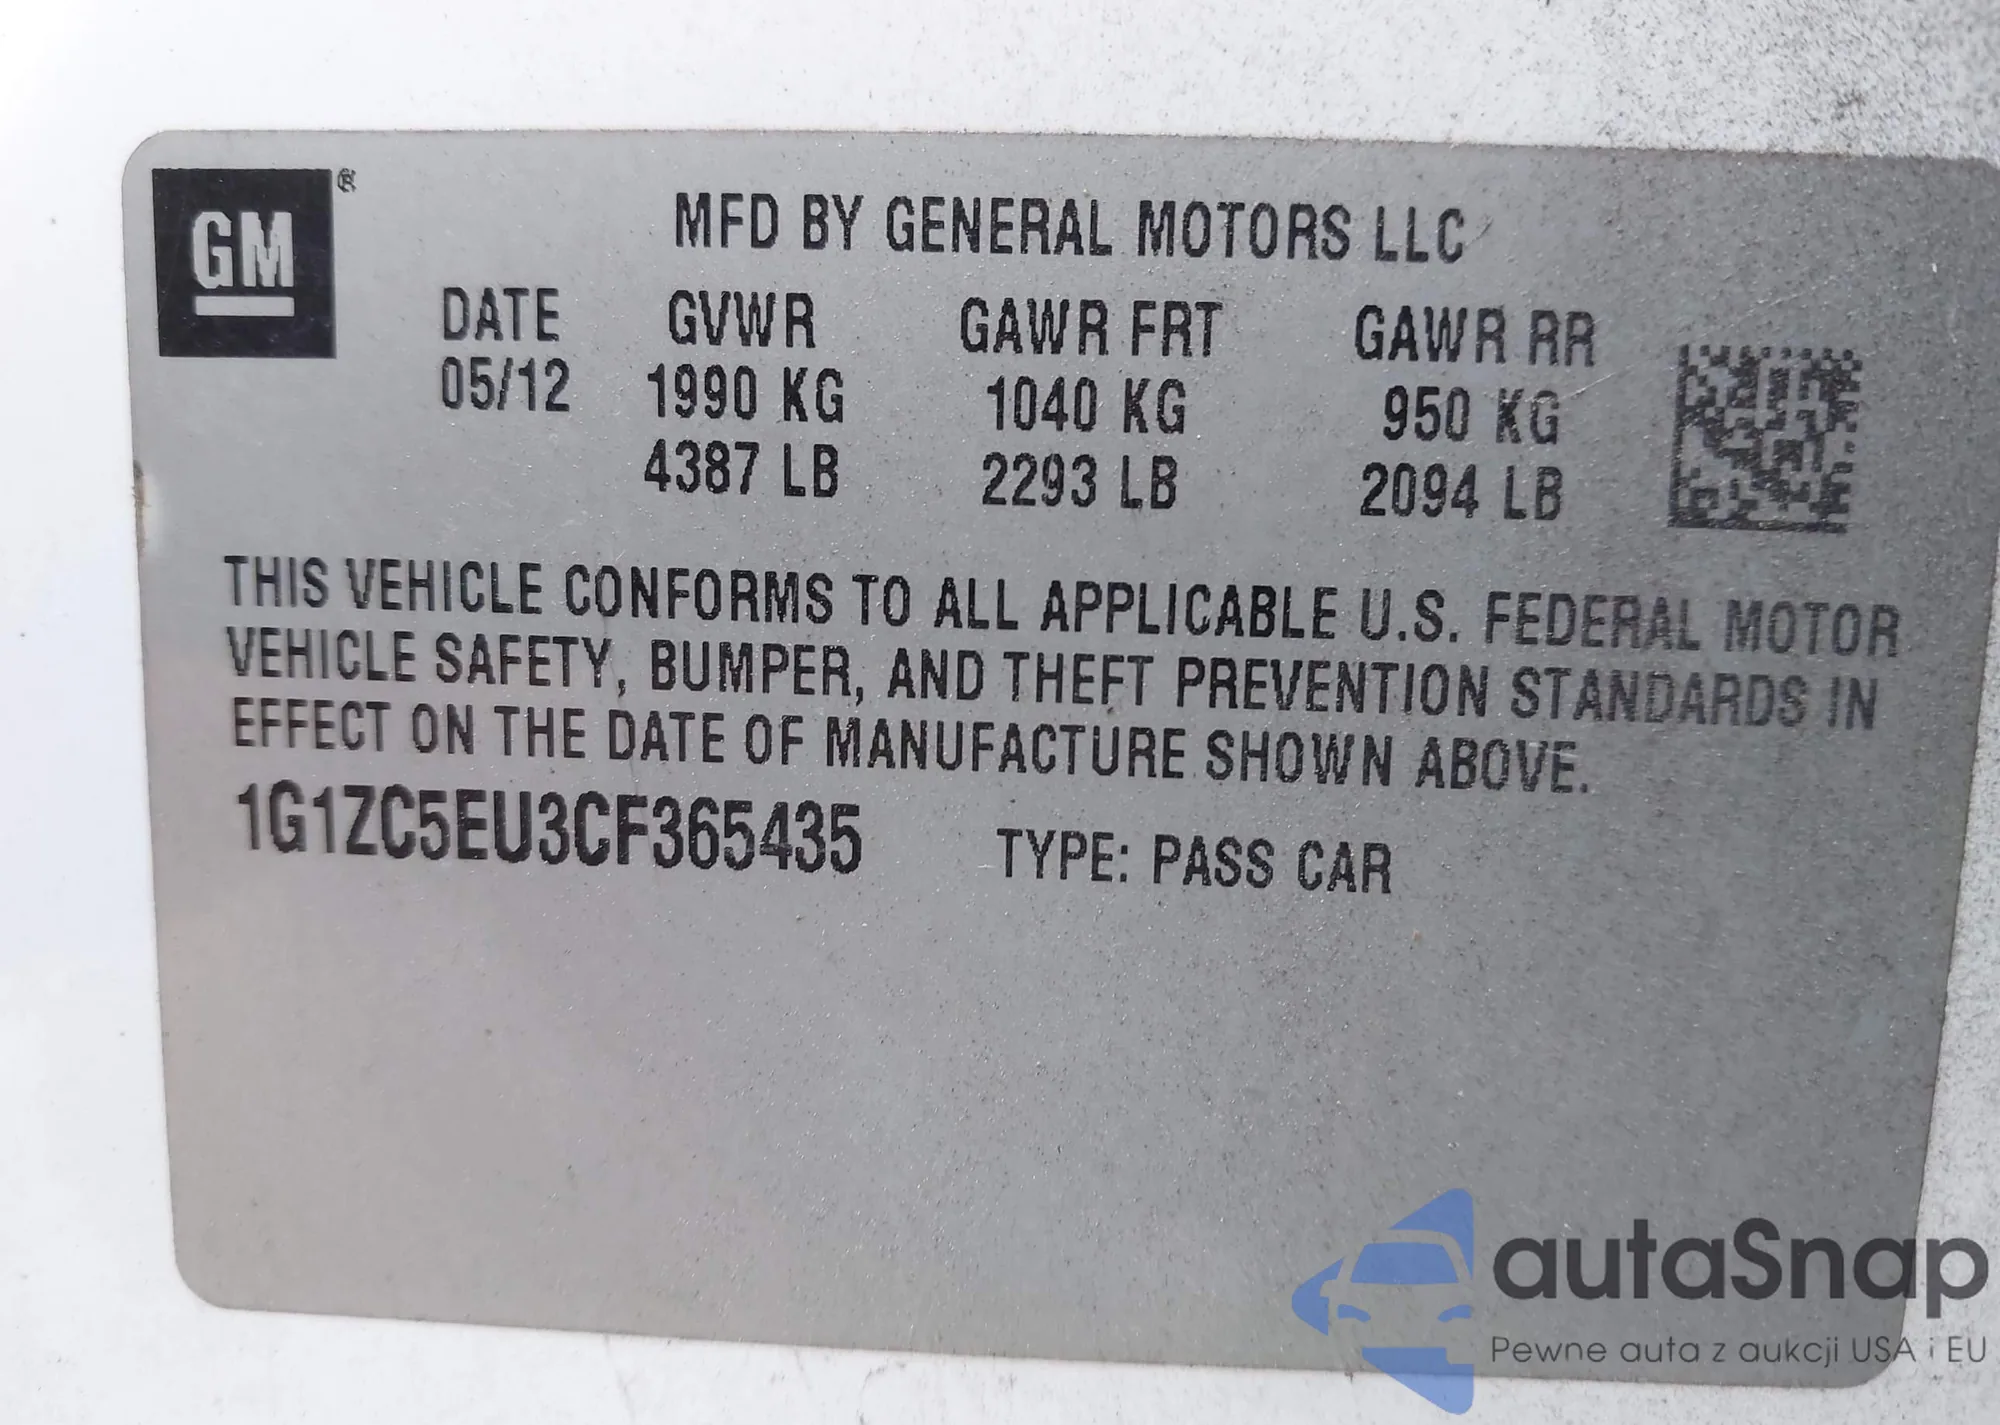 GM®
MFD BY GENERAL MOTORS LLC
DATE GVWR GAWR FRT GAWR RR
05/12 1990 KG 1040 KG 950 KG
4387 LB 2293 LB 2094 LB
THIS VEHICLE CONFORMS TO ALL APPLICABLE U.S. FEDERAL MOTOR
VEHICLE SAFETY, BUMPER, AND THEFT PREVENTION STANDARDS IN
EFFECT ON THE DATE OF MANUFACTURE SHOWN ABOVE.
1G1ZC5EU3CF365435 TYPE: PASS CAR
autaSnap
Pewne auta z aukcji USA i EU